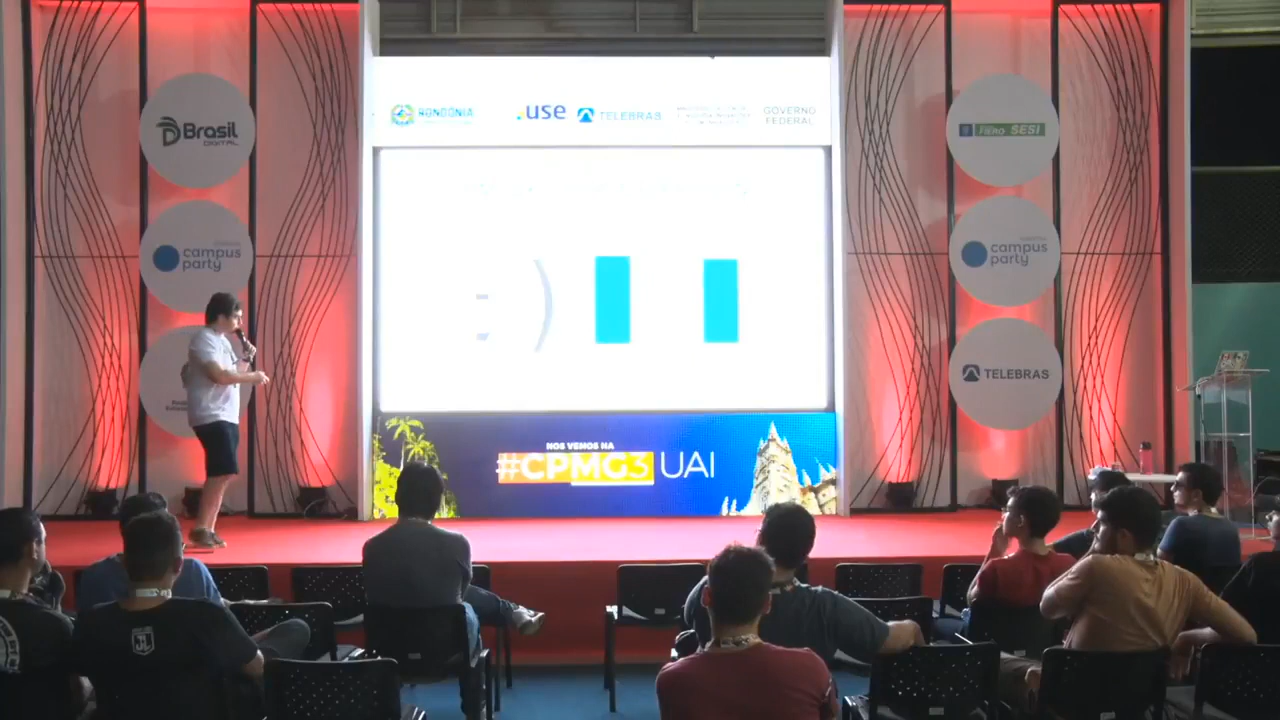 Brasil
DIGITAL
campus
party
RONDÔNIA
.use
TELEBRAS
GOVERNO
FEDERAL
FIERO SESI
campus
party
TELEBRAS
NOS VEMOS NA
#CPMG3 UAI
JL